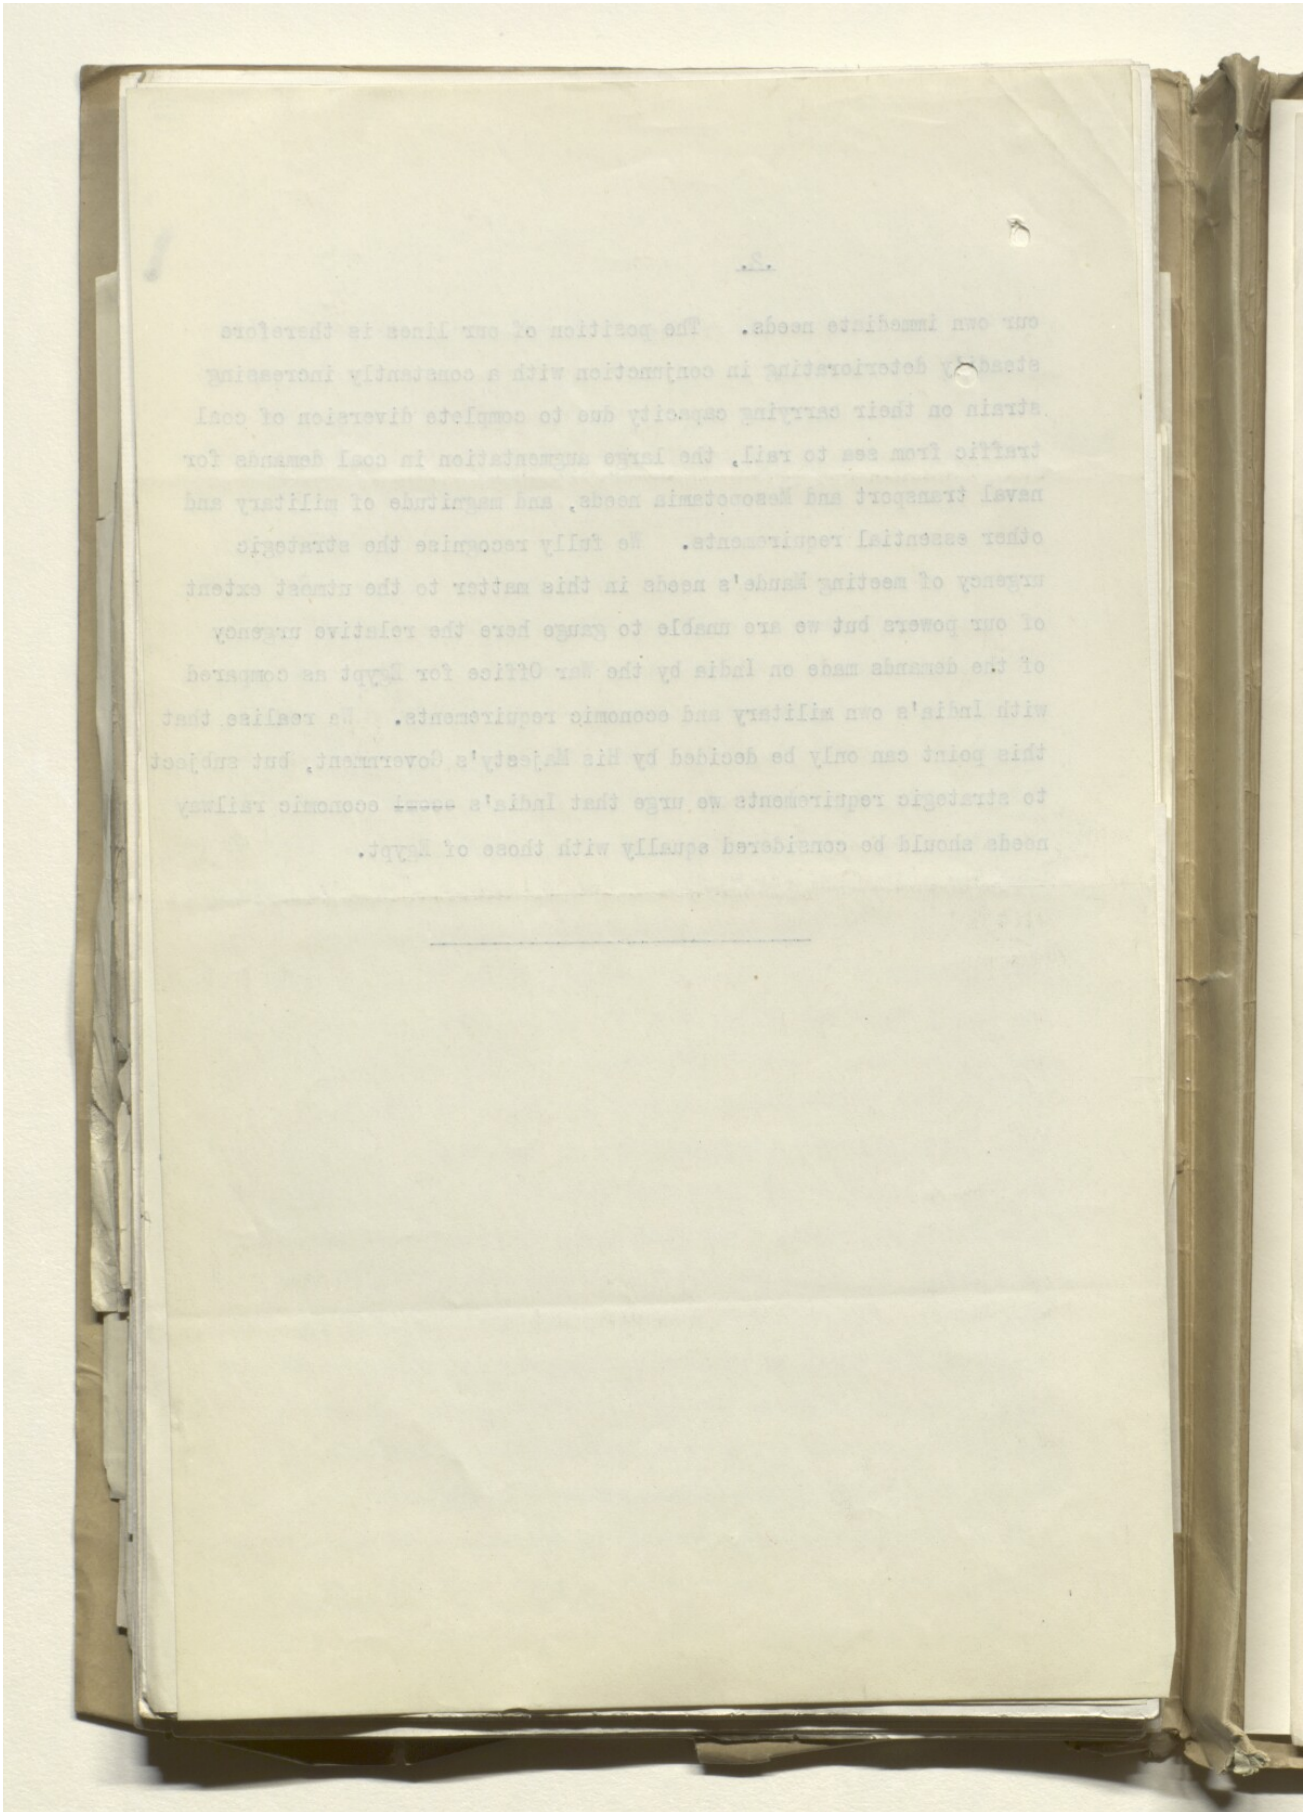 2.
our own immediate needs. The position of our lines is therefore
steadily deteriorating in conjunction with a constantly increasing
strain on their carrying capacity due to complete diversion of coal
traffic from sea to rail, the large augmentation in coal demands for
naval transport and Mesopotamia needs, and magnitude of military and
other essential requirements. We fully recognise the strategic
urgency of meeting Maude's needs in this matter to the utmost extent
of our powers but we are unable to gauge here the relative urgency
of the demands made on India by the War Office for Egypt as compared
with India's own military and economic requirements. We realise that
this point can only be decided by His Majesty's Government, but subject
to strategic requirements we urge that India's economic railway
needs should be considered equally with those of Egypt.